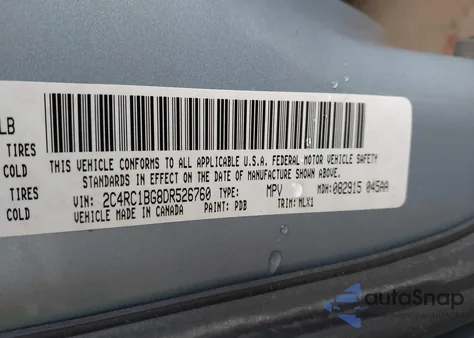 LB
TIRES
COLD
TIRES
COLD
THIS VEHICLE CONFORMS TO ALL APPLICABLE U.S.A. FEDERAL MOTOR VEHICLE SAFETY
STANDARDS IN EFFECT ON THE DATE OF MANUFACTURE SHOWN ABOVE.
VIN: 2C4RC1BG8DR526760 TYPE: MPV MDH:082915 045AA
VEHICLE MADE IN CANADA PAINT: PDB TRIM:MLX1
autoSnap